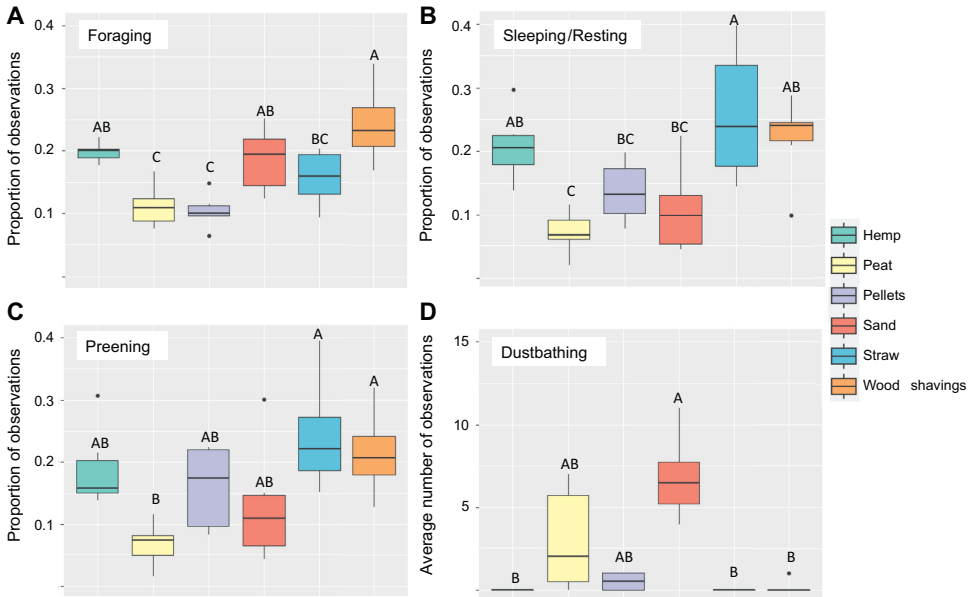 A
Foraging
Proportion of observations
0.4
0.3
0.2
0.1
AB
C
C
AB
BC
A
B
Sleeping/Resting
Proportion of observations
0.4
0.3
0.2
0.1
AB
C
BC
BC
A
AB
C
Preening
Proportion of observations
0.4
0.3
0.2
0.1
AB
B
AB
AB
A
A
D
Dustbathing
Average number of observations
15
10
5
B
AB
AB
A
B
B
Hemp
Peat
Pellets
Sand
Straw
Wood shavings